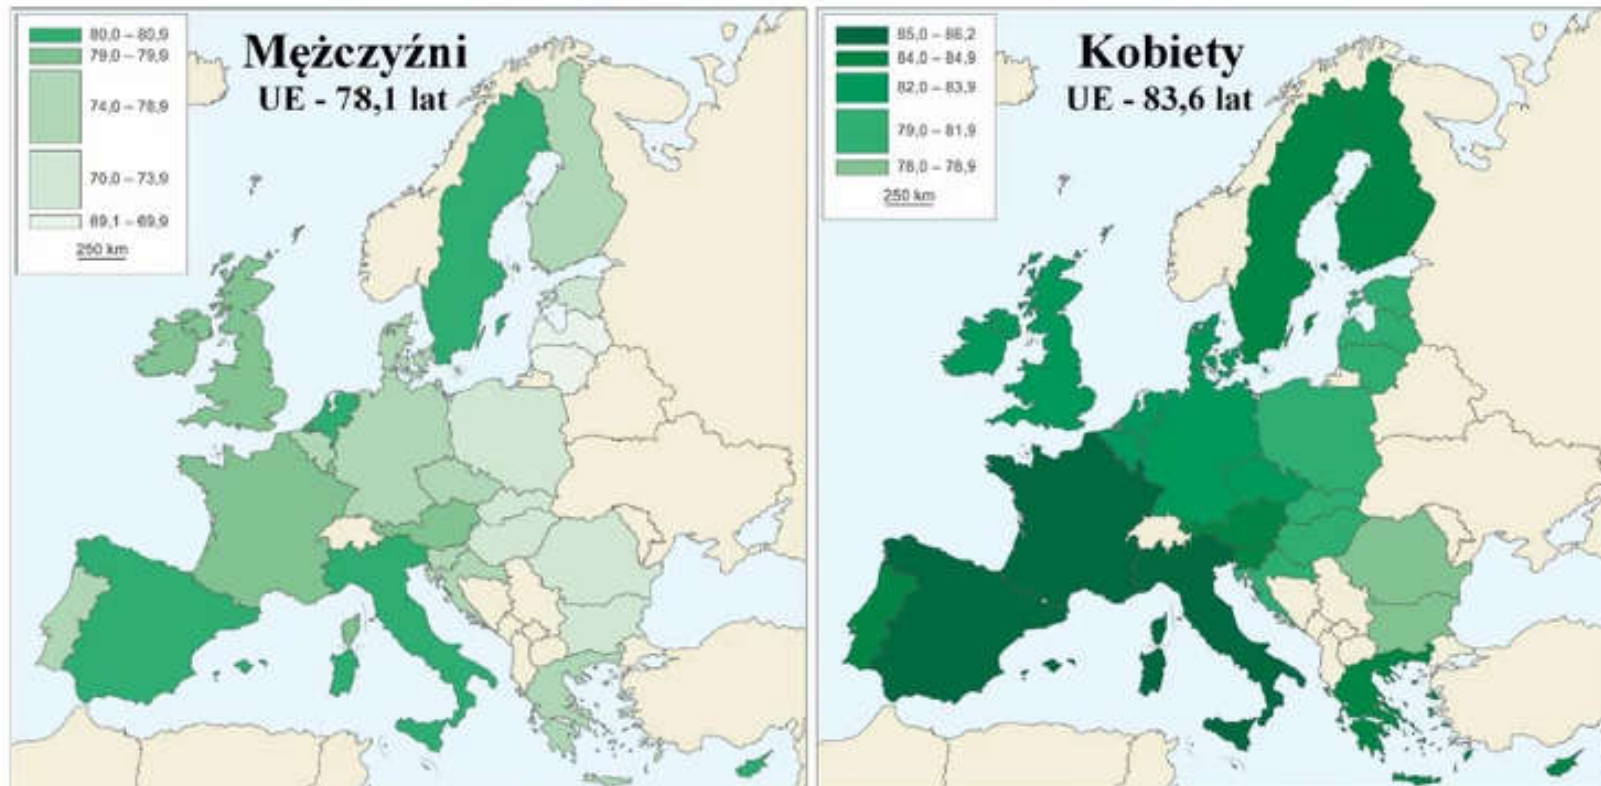 80,0 – 80,9
79,0 – 79,9
74,0 – 78,9
70,0 – 73,9
69,1 – 69,9
250 km
Mężczyźni
UE - 78,1 lat
85,0 – 86,2
84,0 – 84,9
82,0 – 83,9
79,0 – 81,9
78,0 – 78,9
250 km
Kobiety
UE - 83,6 lat